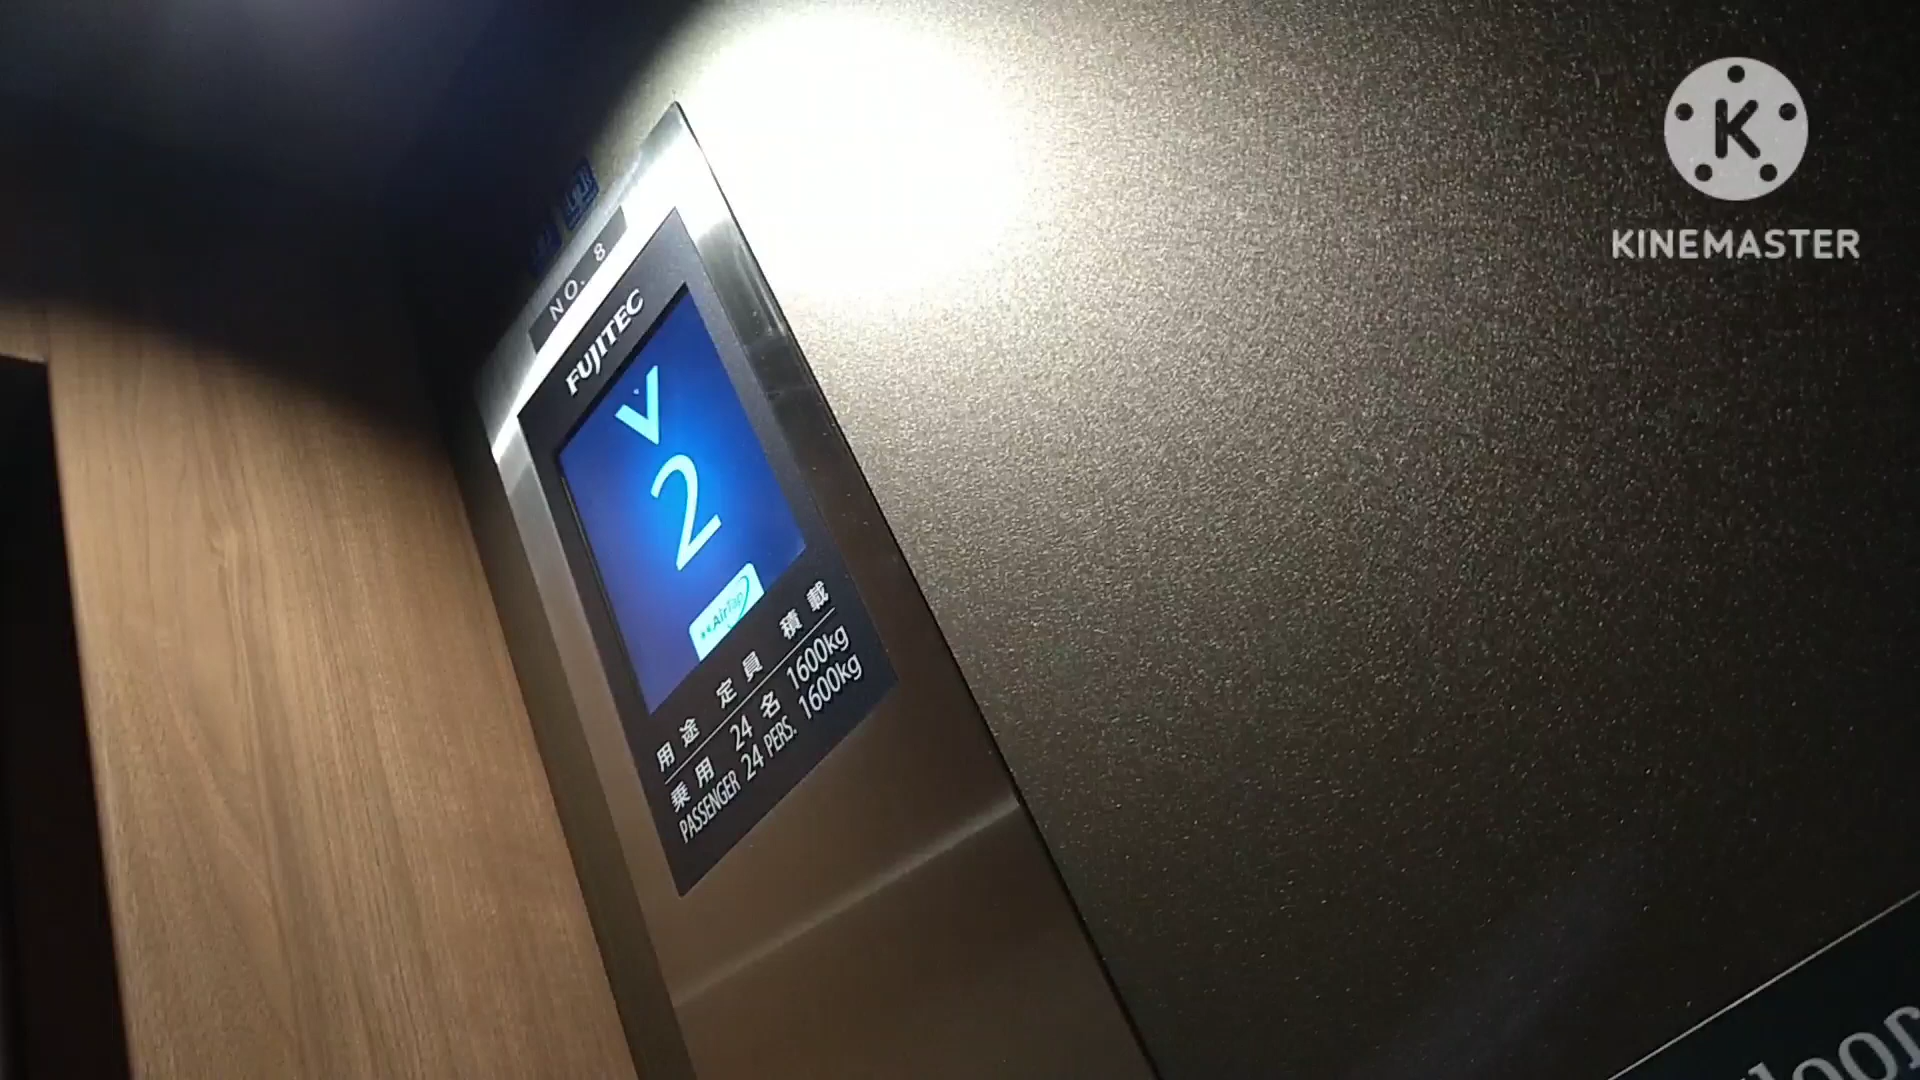 NO. 8
FUJITEC
2
AirTap
用途 定員 積載
乗用 24名 1600kg
PASSENGER 24 PERS. 1600kg
KINEMASTER